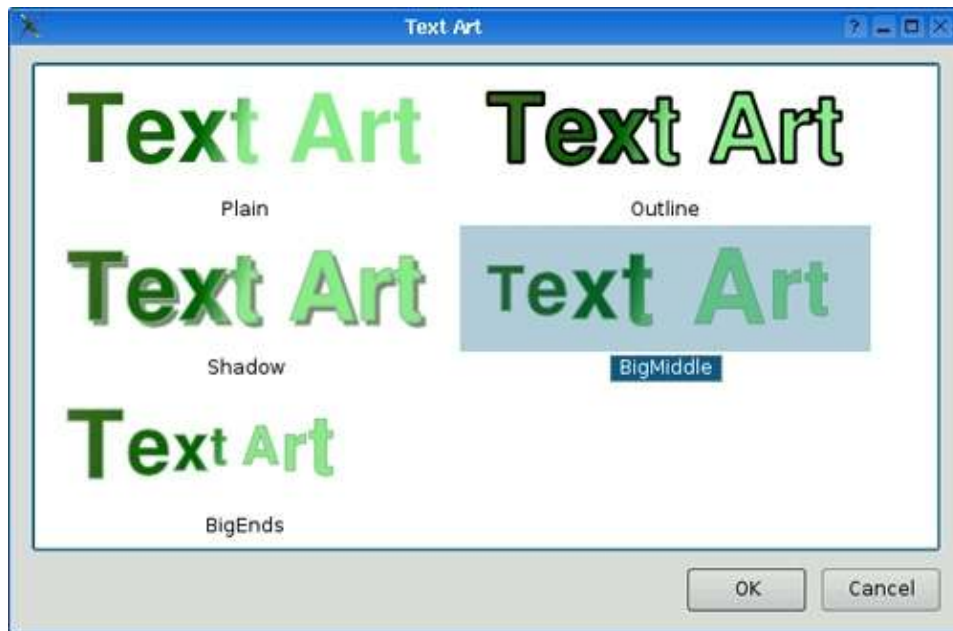 Text Art
Text Art Text Art
Plain Outline
Text Art Text Art
Shadow BigMiddle
Text Art
BigEnds
OK Cancel